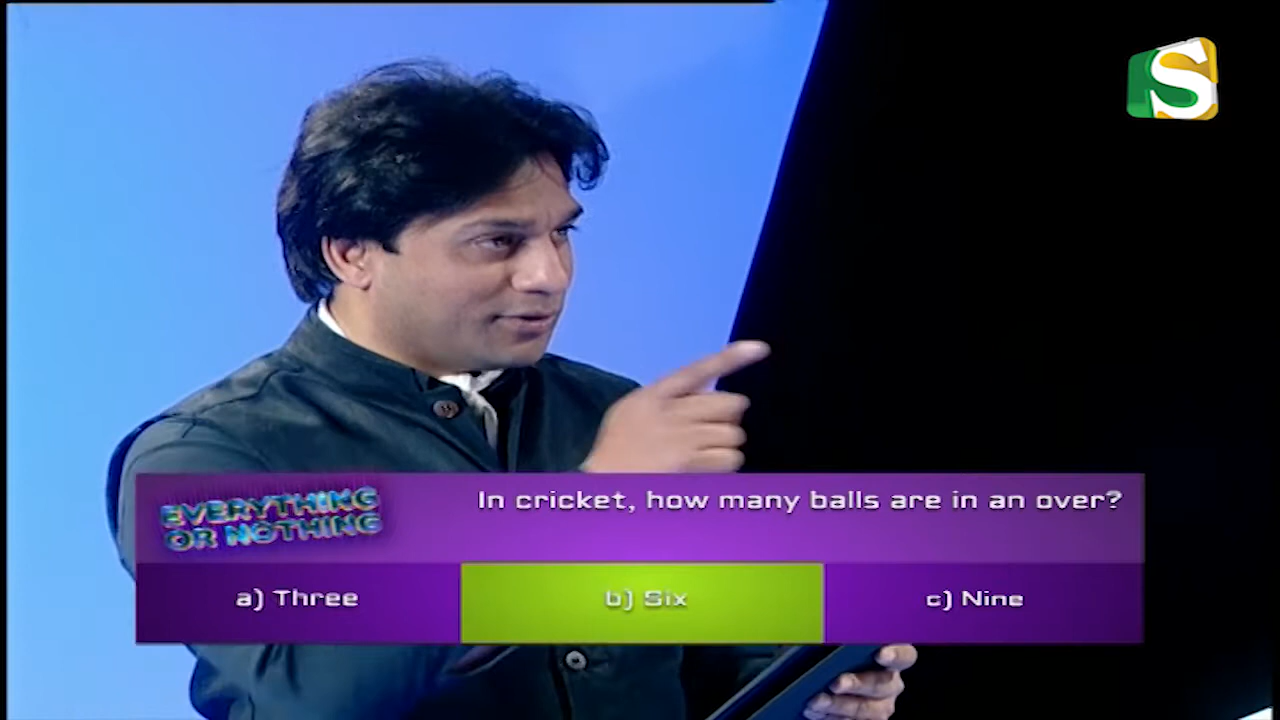 S
EVERYTHING
OR NOTHING
In cricket, how many balls are in an over?
a) Three
b) Six
c) Nine